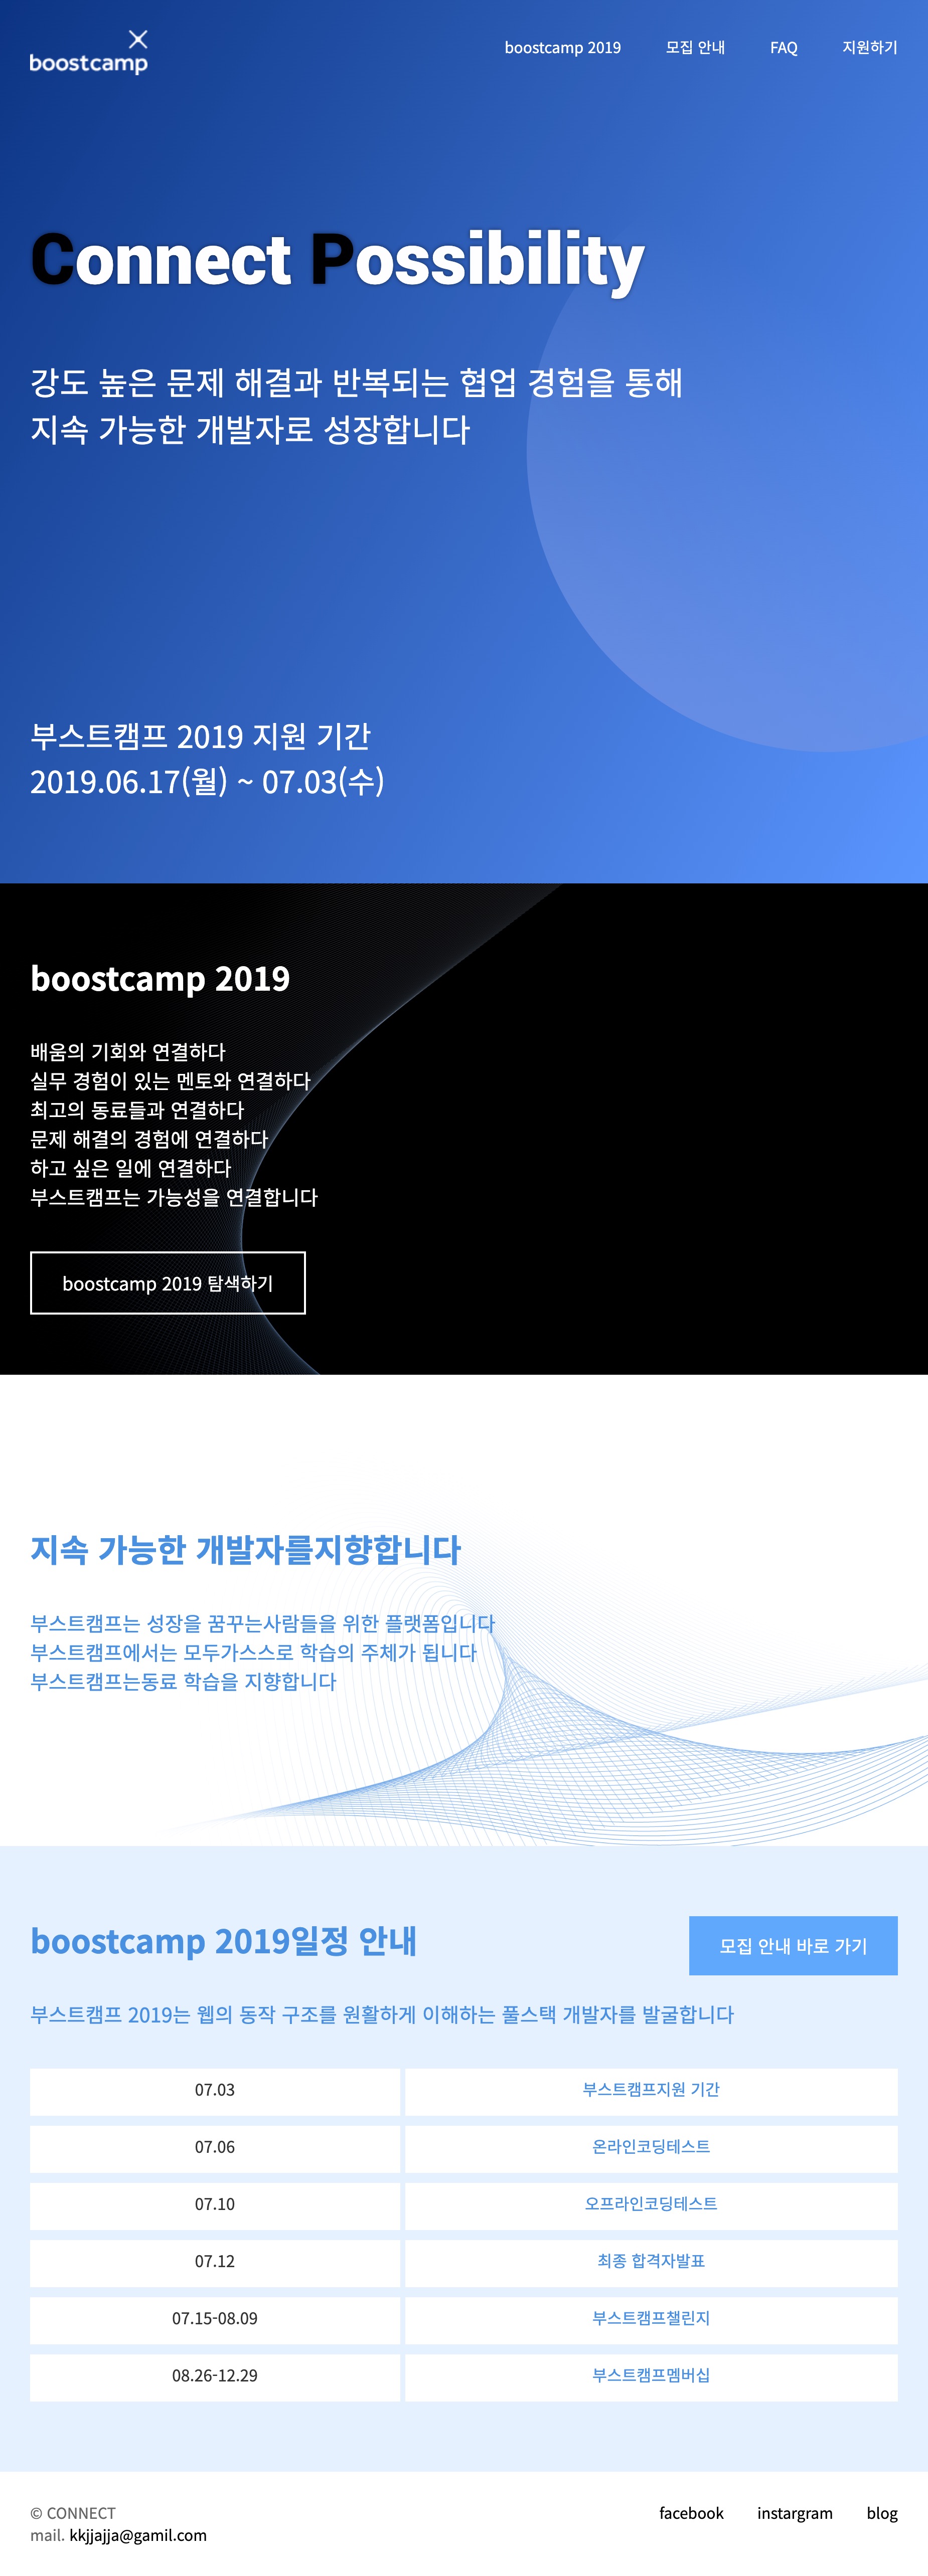 boostcamp
boostcamp 2019 모집 안내 FAQ 지원하기
Connect Possibility
강도 높은 문제 해결과 반복되는 협업 경험을 통해
지속 가능한 개발자로 성장합니다
부스트캠프 2019 지원 기간
2019.06.17(월) ~ 07.03(수)
boostcamp 2019
배움의 기회와 연결하다
실무 경험이 있는 멘토와 연결하다
최고의 동료들과 연결하다
문제 해결의 경험에 연결하다
하고 싶은 일에 연결하다
부스트캠프는 가능성을 연결합니다
boostcamp 2019 탐색하기
지속 가능한 개발자를지향합니다
부스트캠프는 성장을 꿈꾸는사람들을 위한 플랫폼입니다
부스트캠프에서는 모두가스스로 학습의 주체가 됩니다
부스트캠프는동료 학습을 지향합니다
boostcamp 2019일정 안내
모집 안내 바로 가기
부스트캠프 2019는 웹의 동작 구조를 원활하게 이해하는 풀스택 개발자를 발굴합니다
07.03 부스트캠프지원 기간
07.06 온라인코딩테스트
07.10 오프라인코딩테스트
07.12 최종 합격자발표
07.15-08.09 부스트캠프챌린지
08.26-12.29 부스트캠프멤버십
© CONNECT
mail. kkjjajja@gamil.com
facebook instargram blog